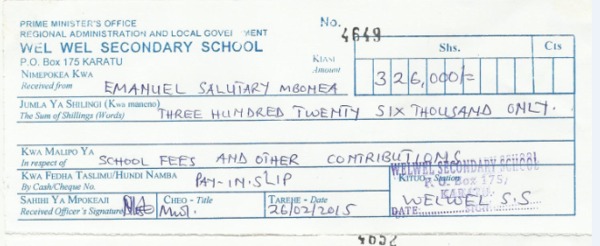 PRIME MINISTER'S OFFICE
REGIONAL ADMINISTRATION AND LOCAL GOVERNMENT
WEL WEL SECONDARY SCHOOL
P.O. Box 175 KARATU
No. 4649
Nimepokea Kwa
Received from EMANUEL SALUTARY MBONEA
Kiasi
Amount
Shs. Cts
326,000/=
Jumla Ya Shilingi (Kwa maneno)
The Sum of Shillings (Words) THREE HUNDRED TWENTY SIX THOUSAND ONLY.
Kwa Malipo Ya
In respect of SCHOOL FEES AND OTHER CONTRIBUTIONS
Kwa Fedha Taslimu/Hundi Namba
By Cash/Cheque No. PAY-IN-SLIP
Kituo - Station
WELWEL S.S
WELWEL SECONDARY SCHOOL
P. O. Box 175/
KARATU
DATE
Sahihi Ya Mpokeaji
Received Officer's Signature
Cheo - Title
Tarehe - Date
26/02/2015